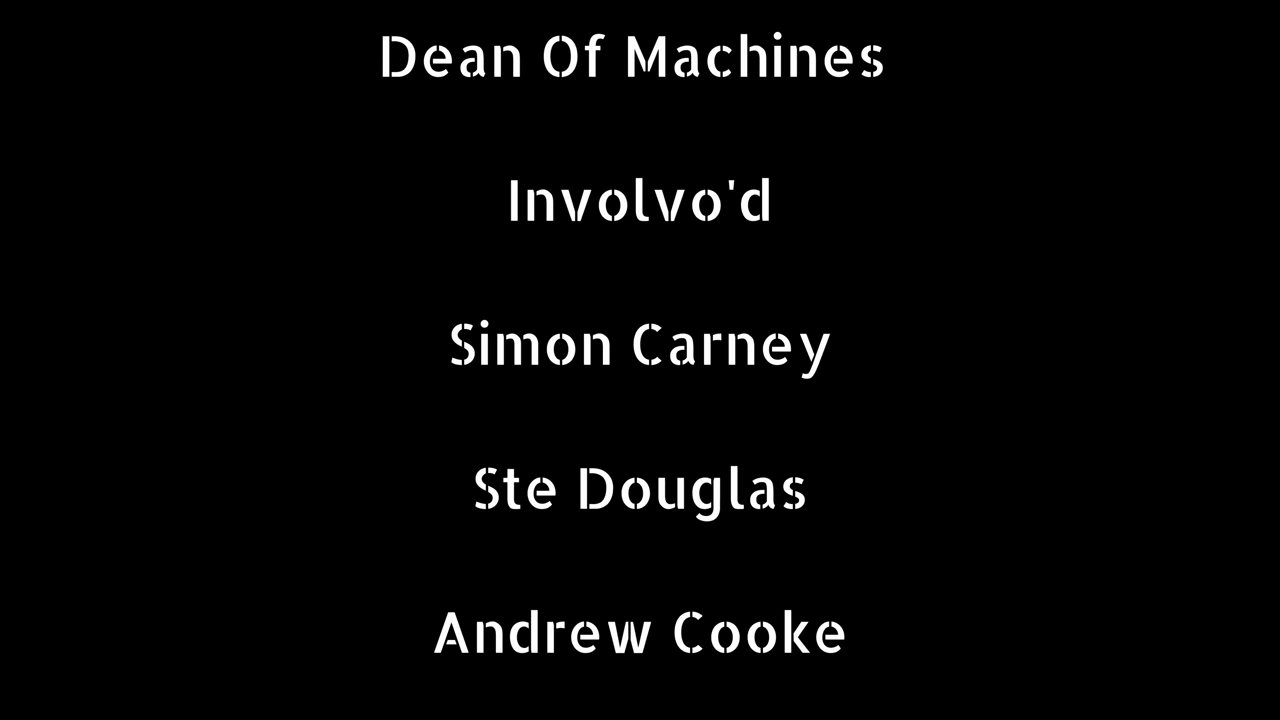 Dean Of Machines
Involvo'd
Simon Carney
Ste Douglas
Andrew Cooke